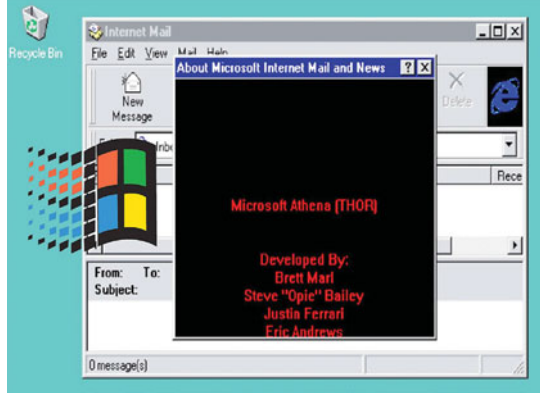 Recycle Bin
Internet Mail
File Edit View Mail Help
About Microsoft Internet Mail and News
New
Message
Delete
Inbo
Rece
Microsoft Athena (THOR)
Developed By:
Brett Marl
Steve "Opie" Bailey
Justin Ferrari
Eric Andrews
From: To:
Subject:
0 message(s)